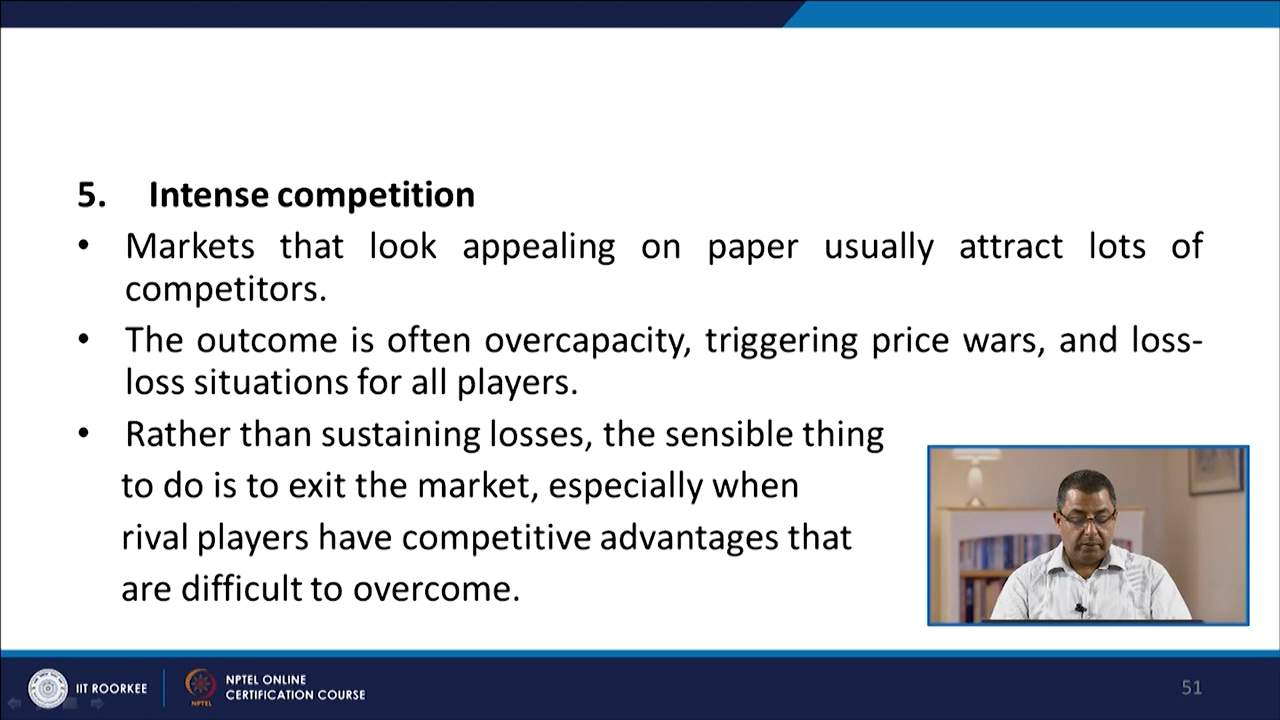 5. Intense competition
• Markets that look appealing on paper usually attract lots of
competitors.
• The outcome is often overcapacity, triggering price wars, and loss-
loss situations for all players.
• Rather than sustaining losses, the sensible thing
to do is to exit the market, especially when
rival players have competitive advantages that
are difficult to overcome.
IIT ROORKEE
NPTEL
NPTEL ONLINE
CERTIFICATION COURSE
51